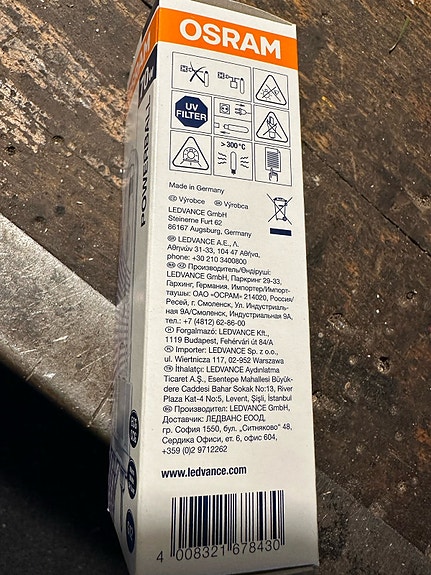 OSRAM
70W
POWERBALL
UV
FILTER
> 300°C
Made in Germany
CZ Výrobce SK Výrobca
LEDVANCE GmbH
Steinerne Furt 62
86167 Augsburg, Germany
LEDVANCE A.E., Λ.
Αθηνών 31-33, 104 47 Αθήνα,
phone: +30 210 3400800
Производитель/Өндіруші:
LEDVANCE GmbH, Паркринг 29-33,
Гархинг, Германия. Импортер/Импорт-
таушы: ОАО «ОСРАМ» 214020, Россия/
Ресей, г. Смоленск, Ул. Индустриаль-
ная 9А/Смоленск, Индустриальная 9А,
тел.: +7 (4812) 62-86-00
Forgalmazó: LEDVANCE Kft.,
1119 Budapest, Fehérvári út 84/A
Importer: LEDVANCE Sp. z o.o.,
ul. Wiertnicza 117, 02-952 Warszawa
İthalatçı: LEDVANCE Aydınlatma
Ticaret A.Ş., Esentepe Mahallesi Büyük-
dere Caddesi Bahar Sokak No:13, River
Plaza Kat-4 No:5, Levent, Şişli, İstanbul
Производител: LEDVANCE GmbH,
Доставчик: ЛЕДВАНС ЕООД,
гр. София 1550, бул. „Ситняково“ 48,
Сердика Офиси, ет. 6, офис 604,
+359 (0)2 9712262
www.ledvance.com
4 008321 678430